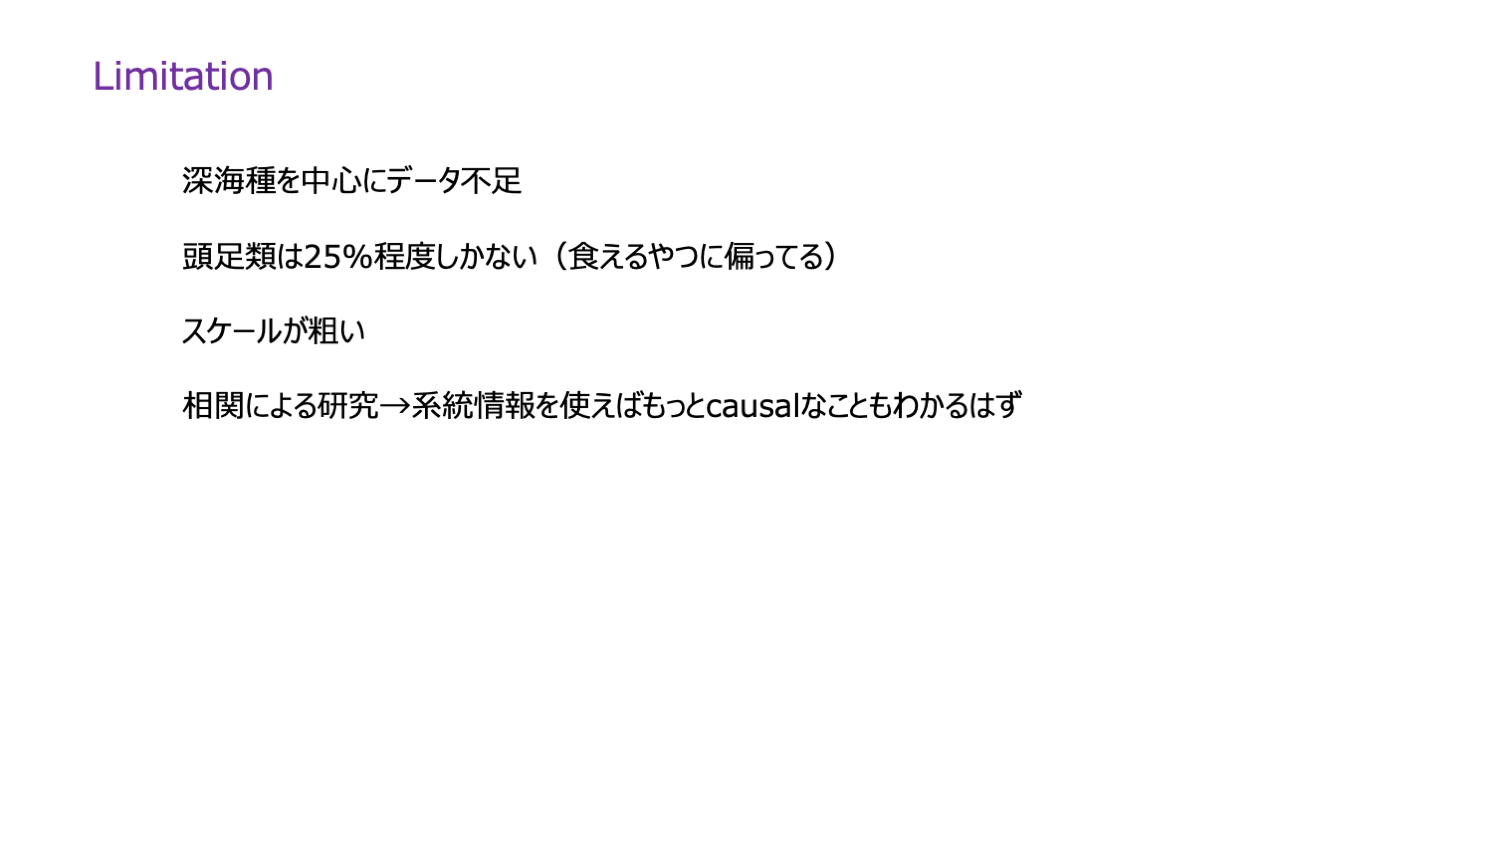 Limitation
深海種を中心にデータ不足
頭足類は25%程度しかない（食えるやつに偏ってる）
スケールが粗い
相関による研究→系統情報を使えばもっとcausalなこともわかるはず